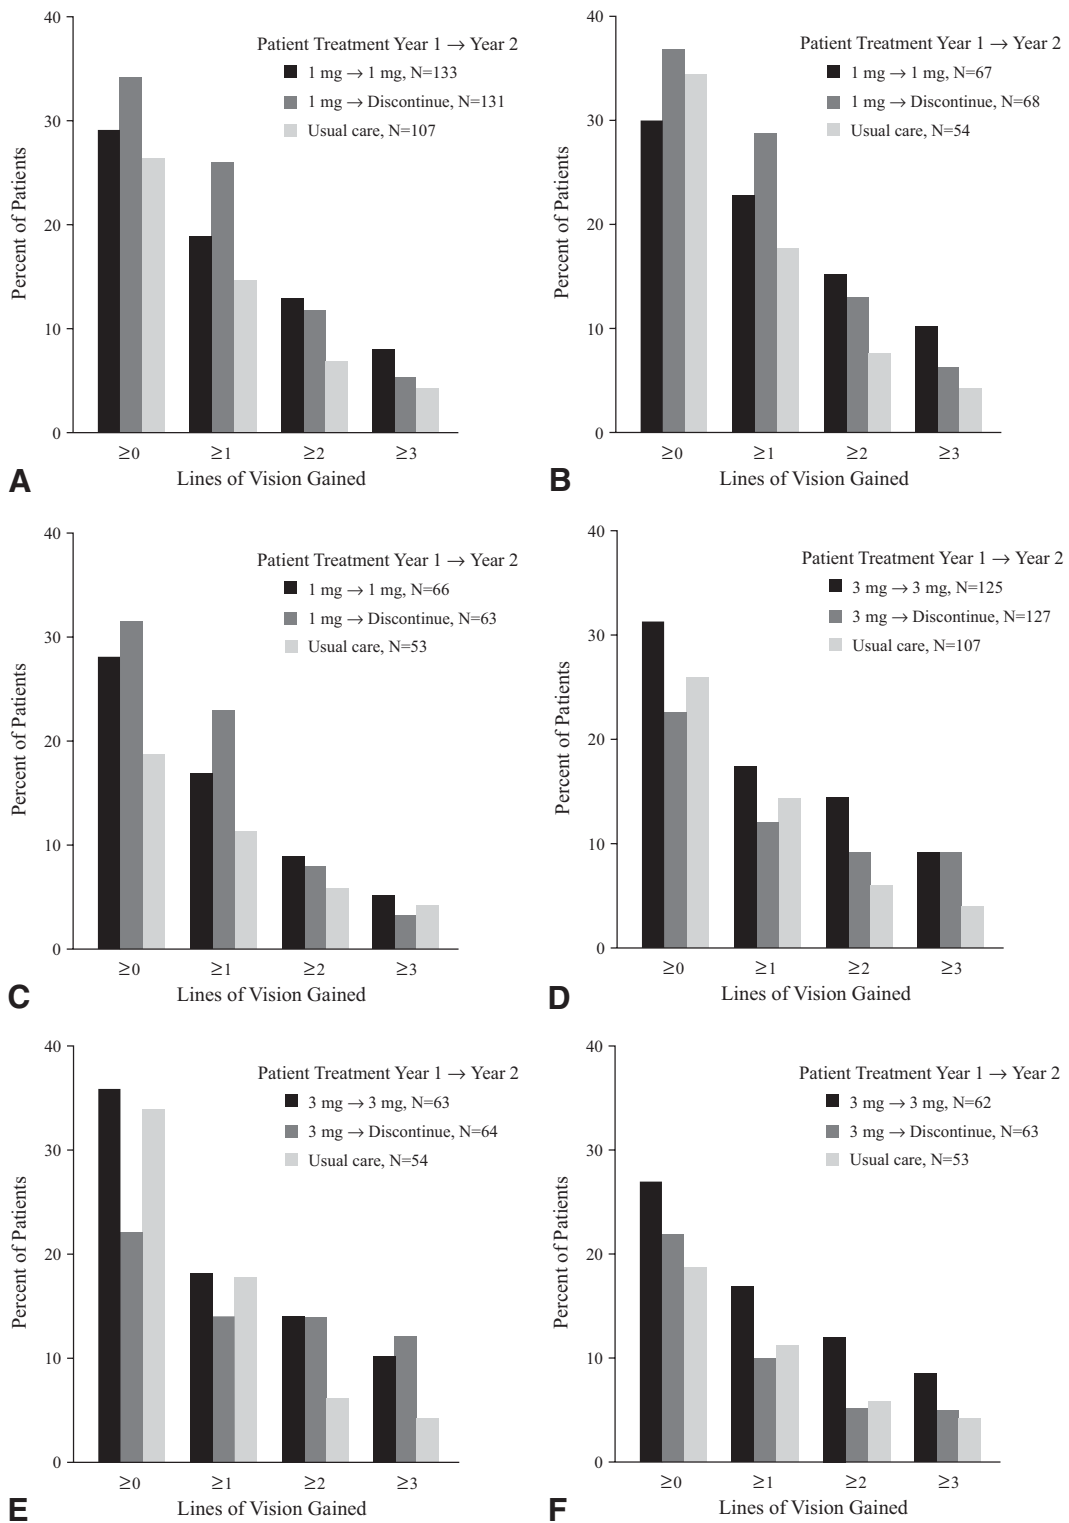 40
30
20
10
0
Percent of Patients
Patient Treatment Year 1 → Year 2
1 mg → 1 mg, N=133
1 mg → Discontinue, N=131
Usual care, N=107
≥0 ≥1 ≥2 ≥3
Lines of Vision Gained
A
40
30
20
10
0
Percent of Patients
Patient Treatment Year 1 → Year 2
1 mg → 1 mg, N=67
1 mg → Discontinue, N=68
Usual care, N=54
≥0 ≥1 ≥2 ≥3
Lines of Vision Gained
B
40
30
20
10
0
Percent of Patients
Patient Treatment Year 1 → Year 2
1 mg → 1 mg, N=66
1 mg → Discontinue, N=63
Usual care, N=53
≥0 ≥1 ≥2 ≥3
Lines of Vision Gained
C
40
30
20
10
0
Percent of Patients
Patient Treatment Year 1 → Year 2
3 mg → 3 mg, N=125
3 mg → Discontinue, N=127
Usual care, N=107
≥0 ≥1 ≥2 ≥3
Lines of Vision Gained
D
40
30
20
10
0
Percent of Patients
Patient Treatment Year 1 → Year 2
3 mg → 3 mg, N=63
3 mg → Discontinue, N=64
Usual care, N=54
≥0 ≥1 ≥2 ≥3
Lines of Vision Gained
E
40
30
20
10
0
Percent of Patients
Patient Treatment Year 1 → Year 2
3 mg → 3 mg, N=62
3 mg → Discontinue, N=63
Usual care, N=53
≥0 ≥1 ≥2 ≥3
Lines of Vision Gained
F